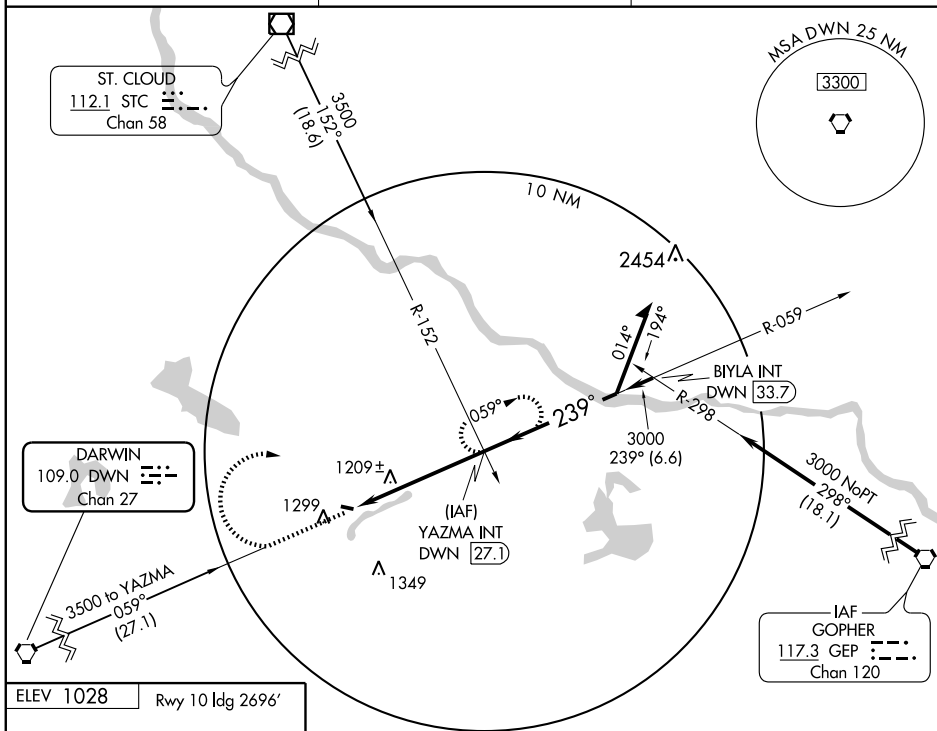 ST. CLOUD
112.1 STC
Chan 58
3500
152°
(18.6)
MSA DWN 25 NM
3300
10 NM
2454
R-152
R-059
014°
194°
BIYLA INT
DWN 33.7
R-298
059°
239°
3000
239° (6.6)
3000 NoPT
298°
(18.1)
DARWIN
109.0 DWN
Chan 27
1209±
1299
(IAF)
YAZMA INT
DWN 27.1
1349
3500 to YAZMA
059°
(27.1)
IAF
GOPHER
117.3 GEP
Chan 120
ELEV 1028
Rwy 10 ldg 2696'